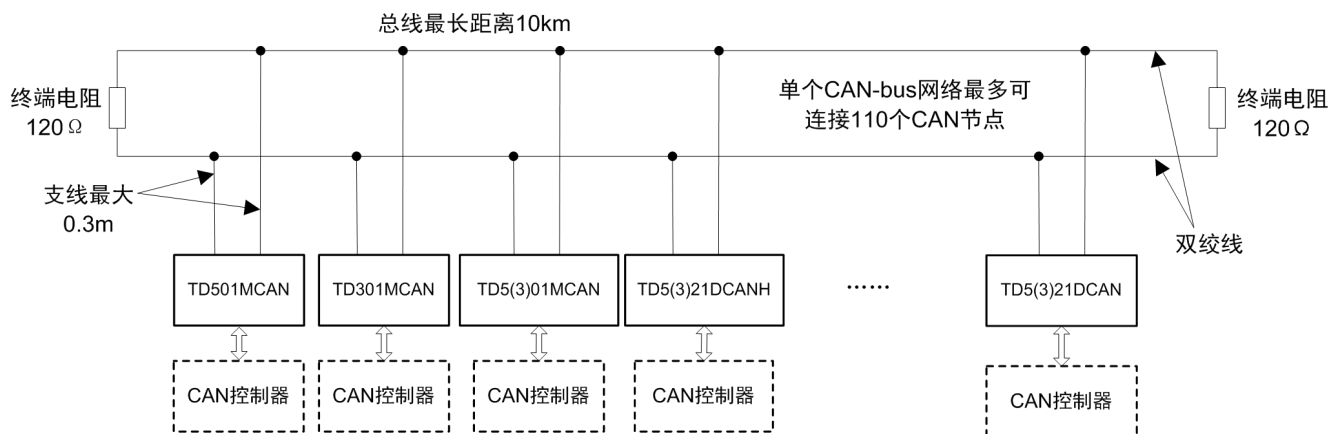 总线最长距离10km
终端电阻
120Ω
单个CAN-bus网络最多可
连接110个CAN节点
终端电阻
120Ω
支线最大
0.3m
双绞线
TD501MCAN
TD301MCAN
TD5(3)01MCAN
TD5(3)21DCANH
……
TD5(3)21DCAN
CAN控制器
CAN控制器
CAN控制器
CAN控制器
CAN控制器